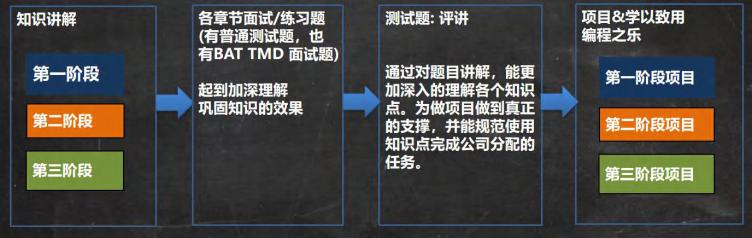 知识讲解
第一阶段
第二阶段
第三阶段
各章节面试/练习题
(有普通测试题，也
有BAT TMD 面试题)
起到加深理解
巩固知识的效果
测试题: 评讲
通过对题目讲解，能更
加深入的理解各个知识
点。为做项目做到真正
的支撑，并能规范使用
知识点完成公司分配的
任务。
项目&学以致用
编程之乐
第一阶段项目
第二阶段项目
第三阶段项目